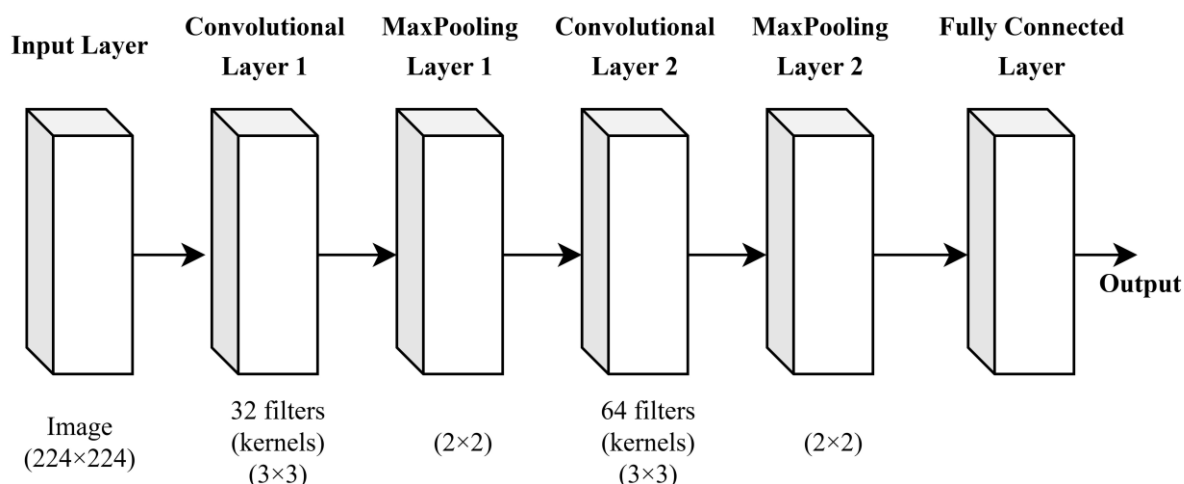 Input Layer
Convolutional
Layer 1
MaxPooling
Layer 1
Convolutional
Layer 2
MaxPooling
Layer 2
Fully Connected
Layer
Output
Image
(224×224)
32 filters
(kernels)
(3×3)
(2×2)
64 filters
(kernels)
(3×3)
(2×2)